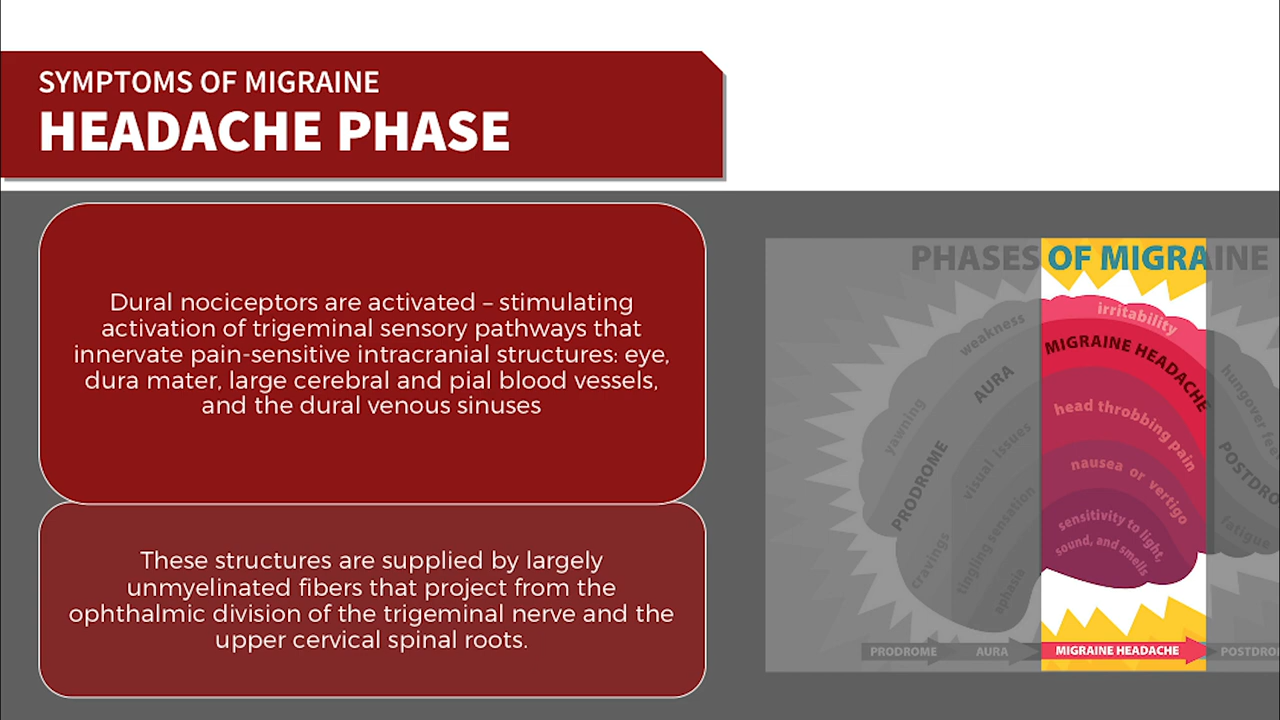 SYMPTOMS OF MIGRAINE
HEADACHE PHASE
Dural nociceptors are activated – stimulating
activation of trigeminal sensory pathways that
innervate pain-sensitive intracranial structures: eye,
dura mater, large cerebral and pial blood vessels,
and the dural venous sinuses
These structures are supplied by largely
unmyelinated fibers that project from the
ophthalmic division of the trigeminal nerve and the
upper cervical spinal roots.
PHASES OF MIGRAINE
PRODROME
yawning
cravings
AURA
weakness
visual issues
tingling sensation
aphasia
irritability
MIGRAINE HEADACHE
head throbbing pain
nausea or vertigo
sensitivity to light,
sound, and smells
hungover
fatigue
PRODROME
AURA
MIGRAINE HEADACHE